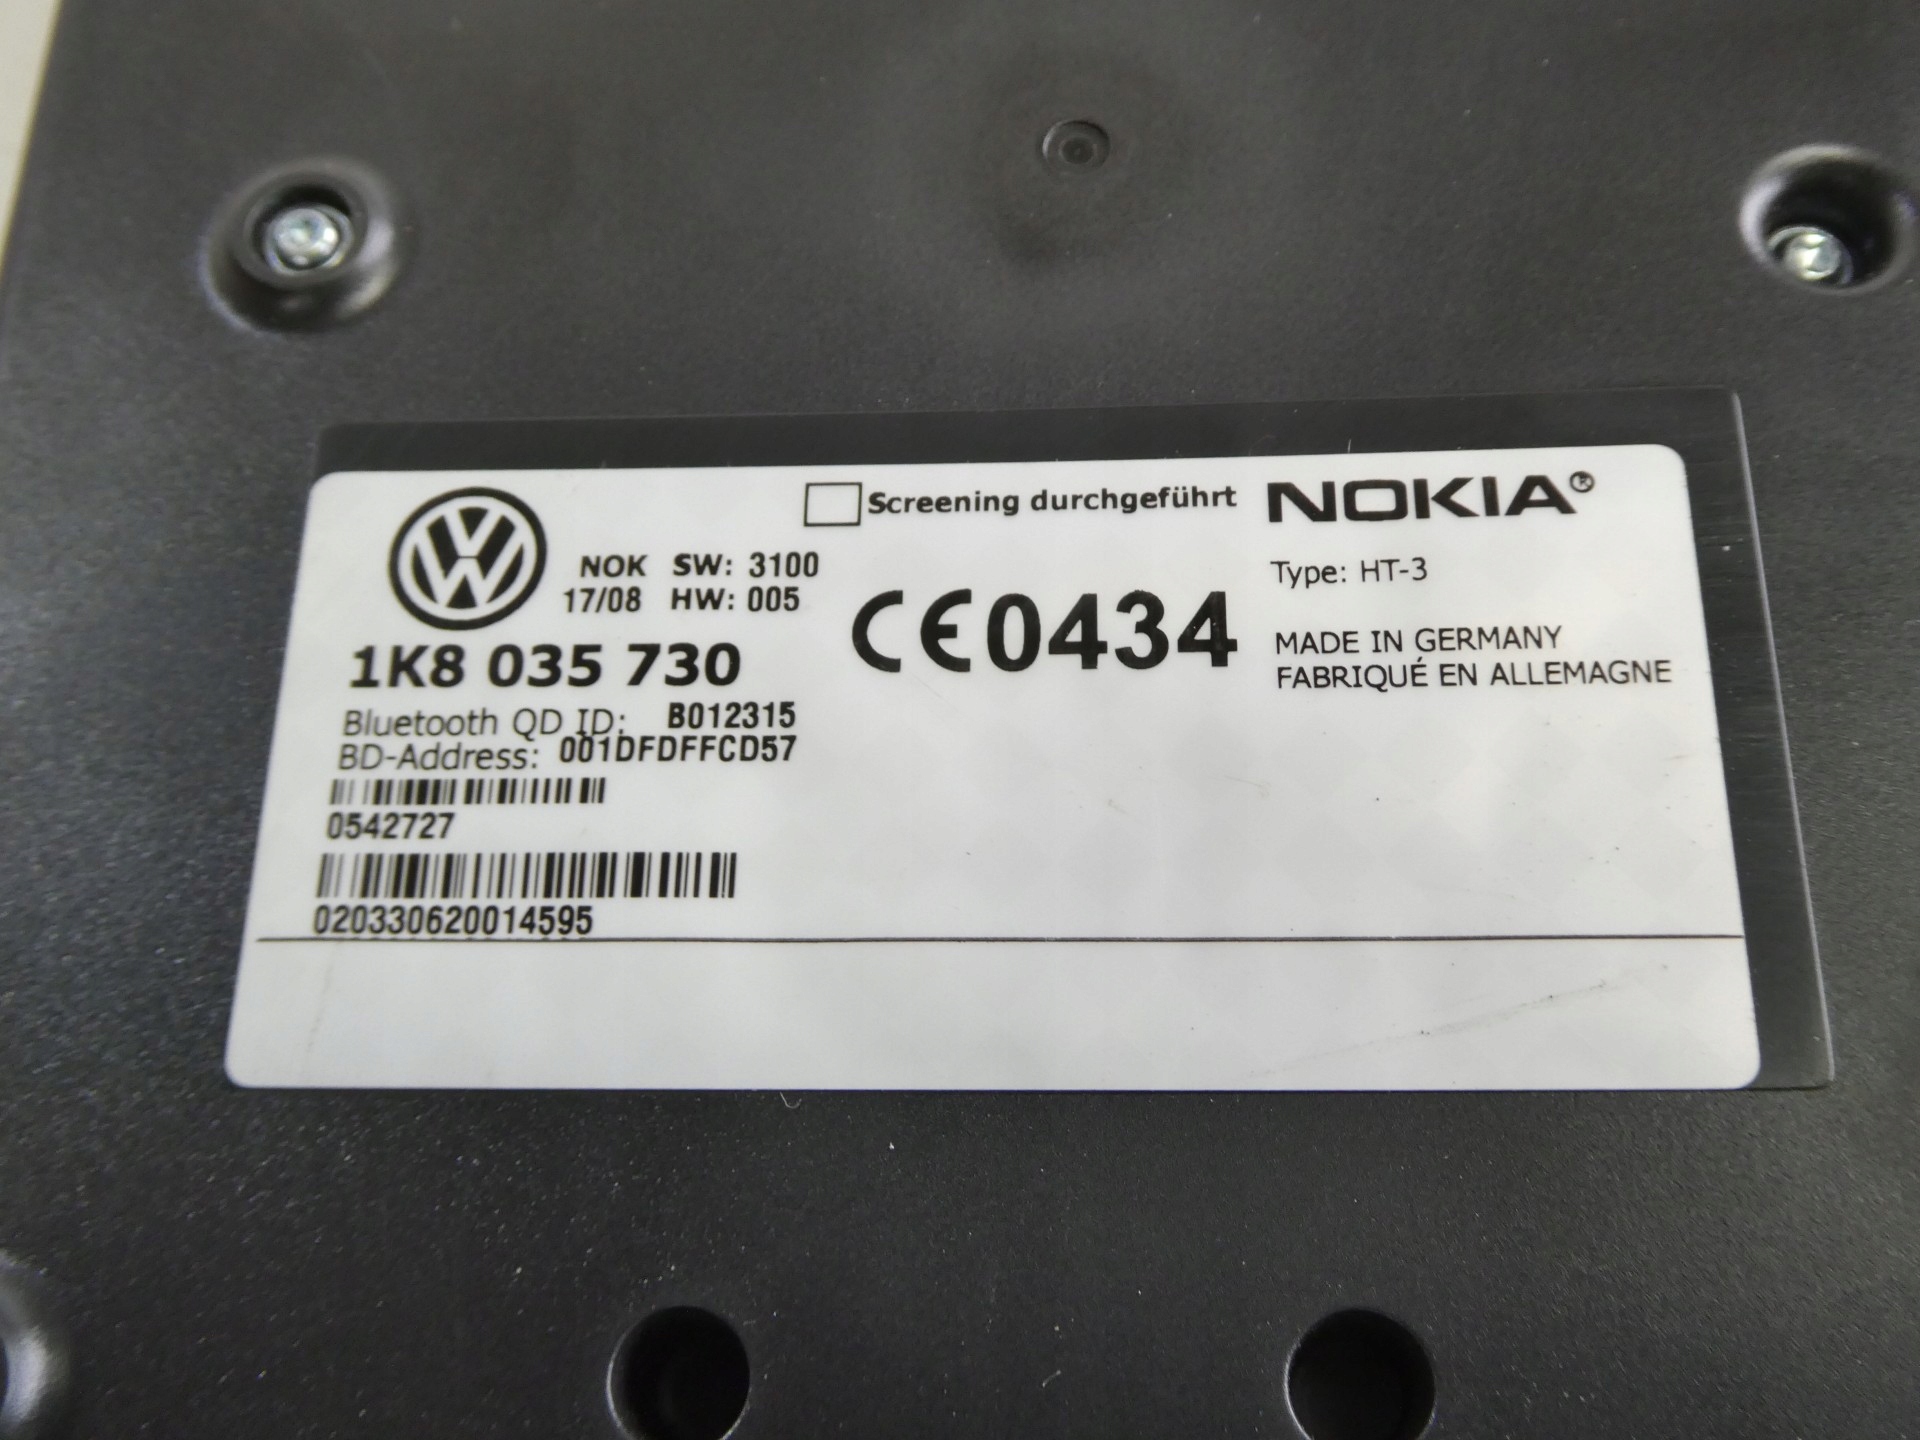 Screening durchgeführt
NOKIA®
NOK SW: 3100
17/08 HW: 005
CE0434
Type: HT-3
1K8 035 730
MADE IN GERMANY
FABRIQUÉ EN ALLEMAGNE
Bluetooth QD ID: B012315
BD-Address: 001DFDFFCD57
0542727
020330620014595